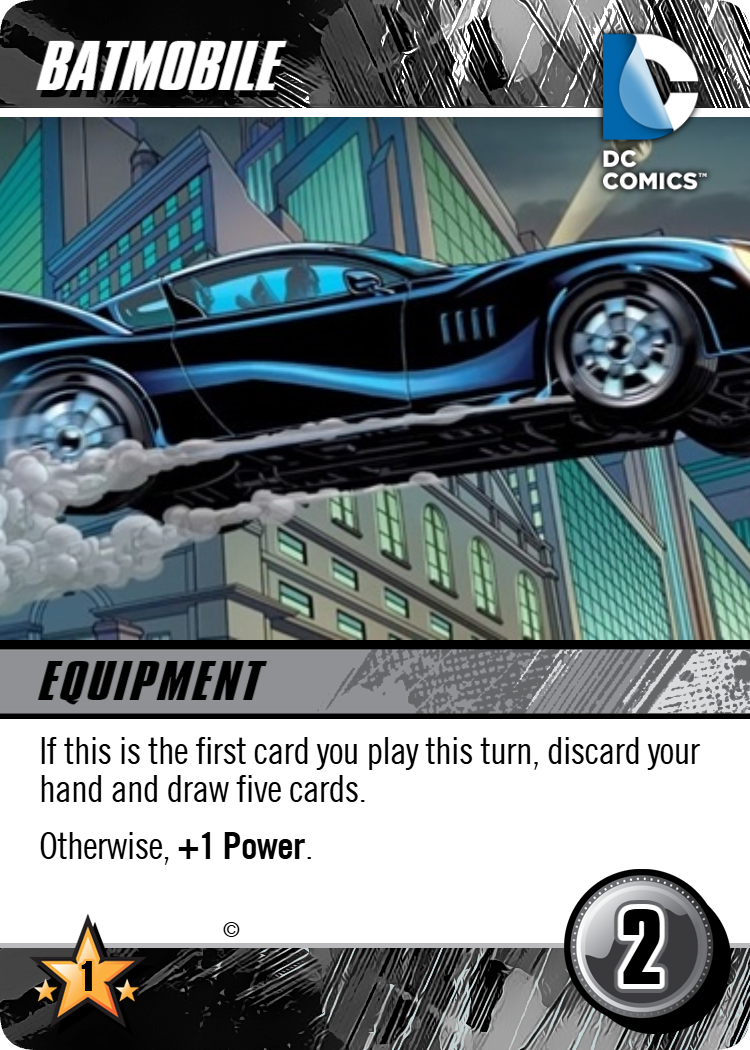 BATMOBILE
DC
COMICS™
EQUIPMENT
If this is the first card you play this turn, discard your
hand and draw five cards.
Otherwise, +1 Power.
©
1
2